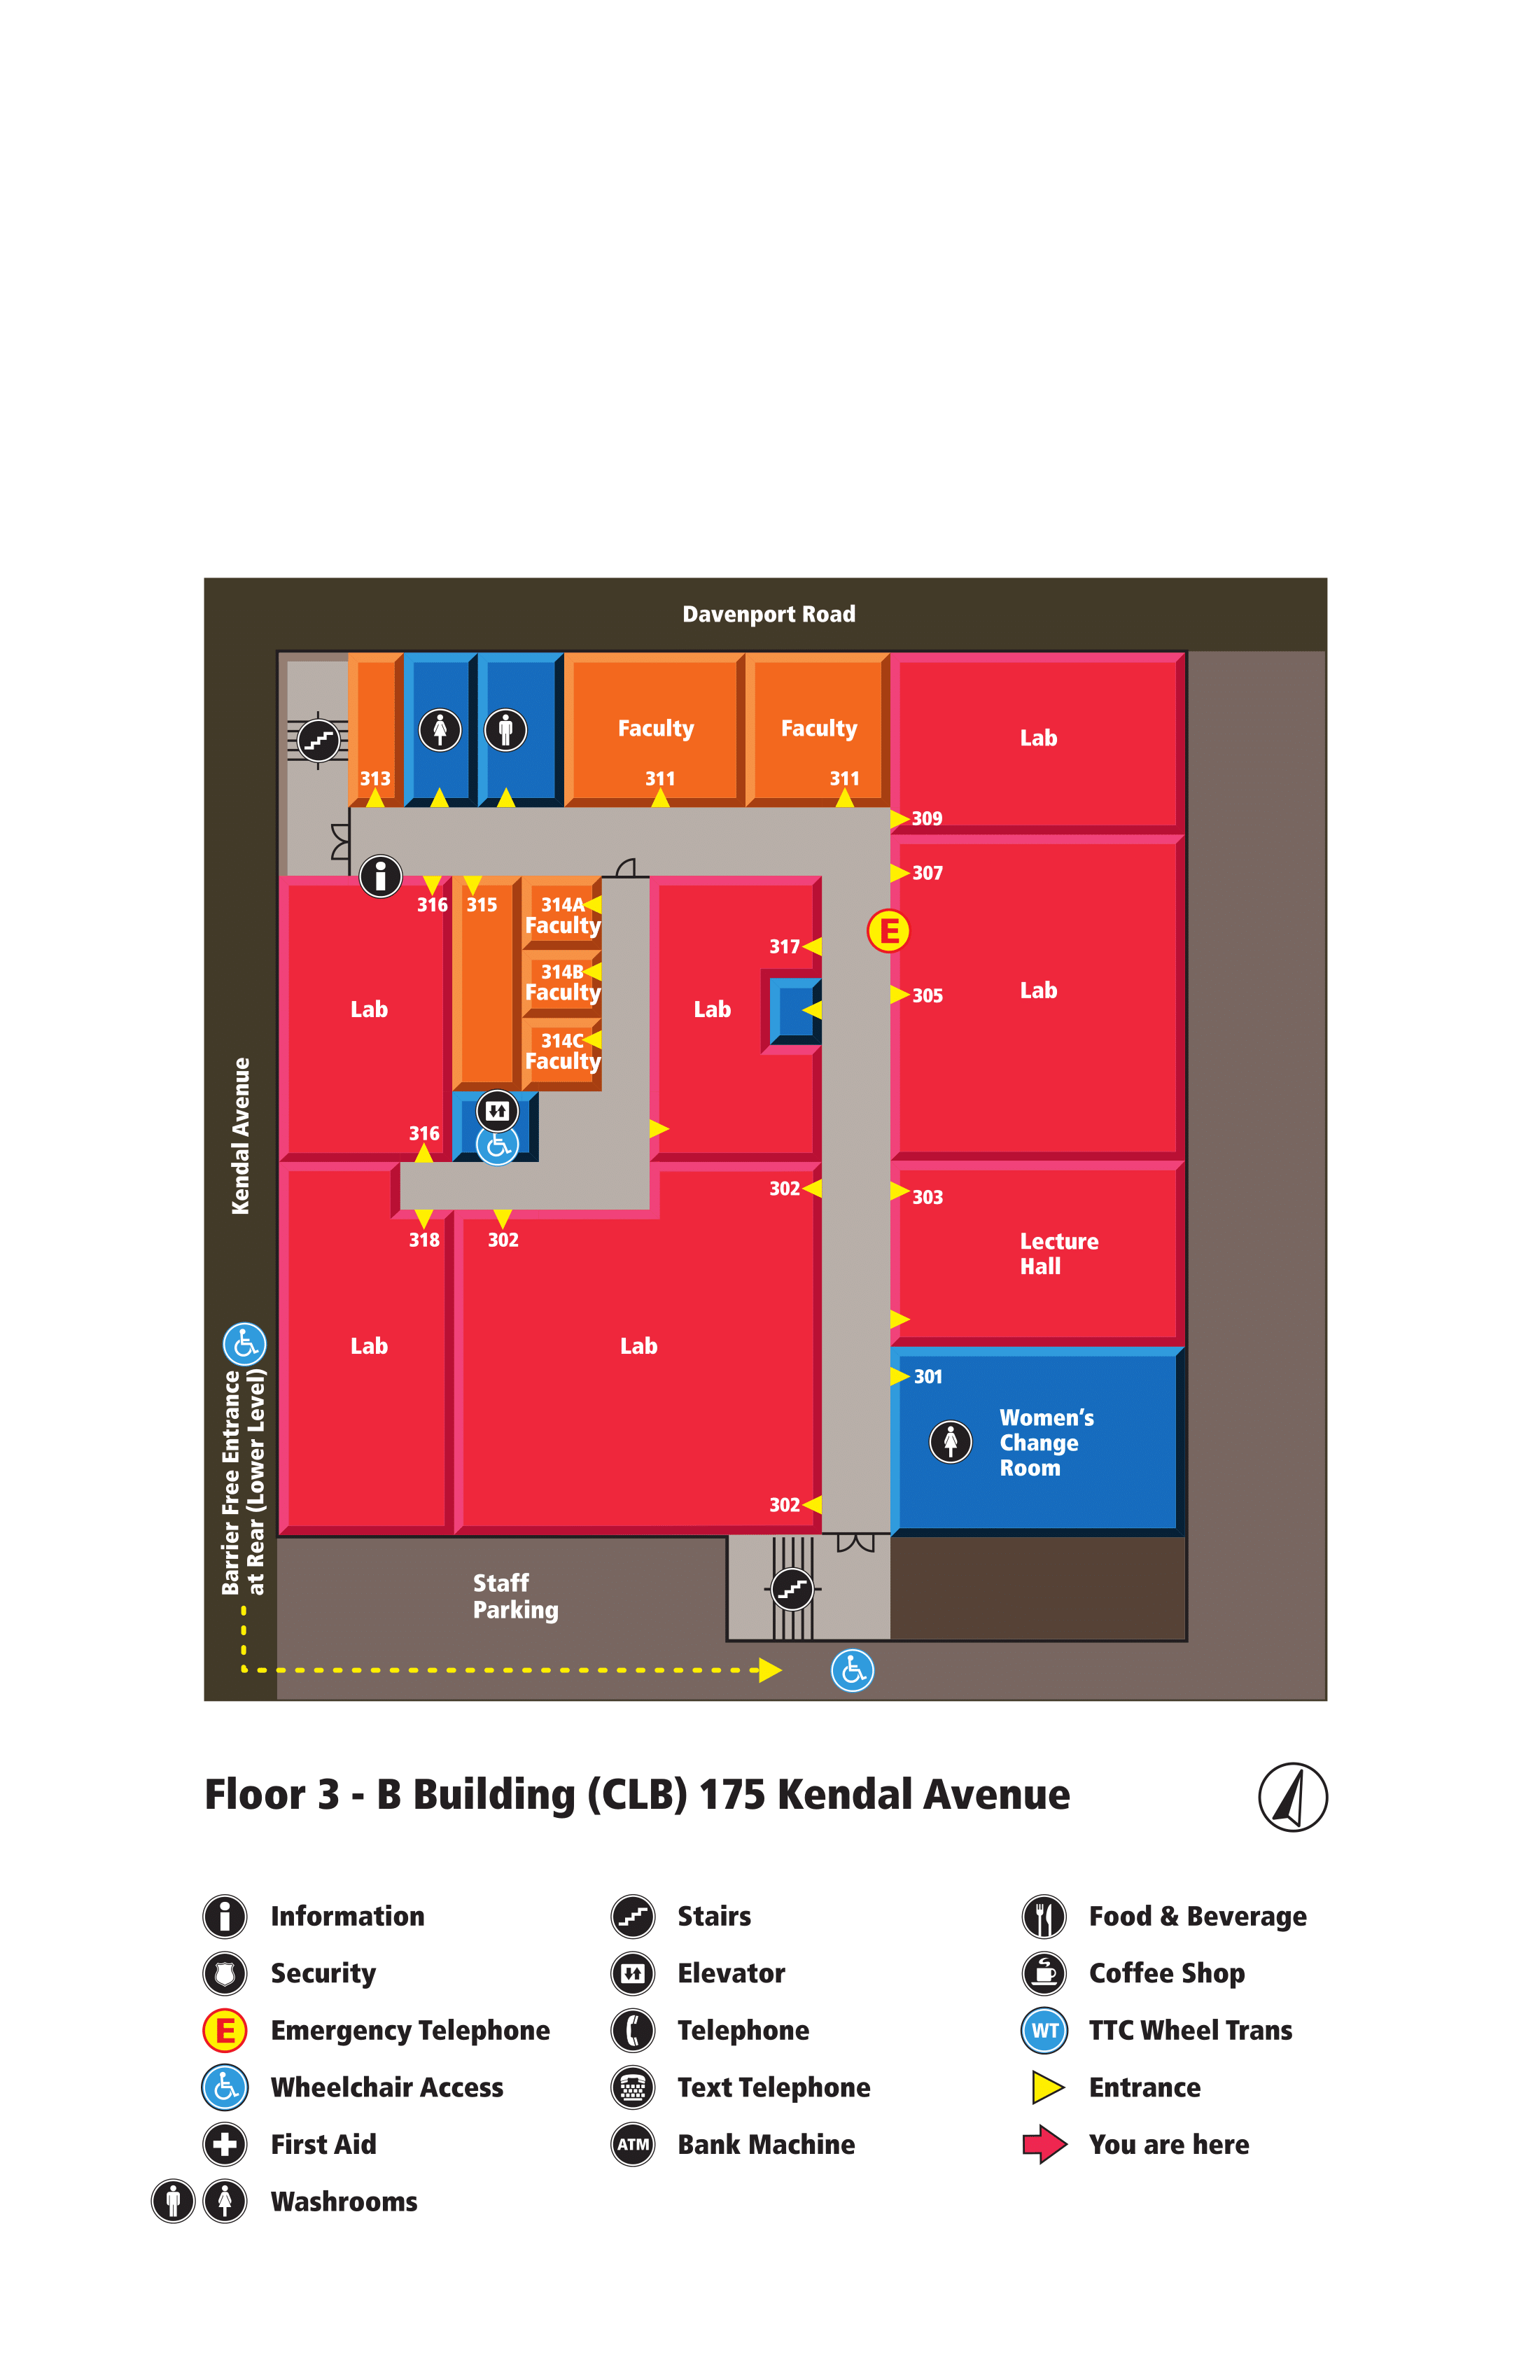 Davenport Road
Faculty
Faculty
Lab
313
311
311
309
307
316
315
314A
Faculty
317
E
314B
Faculty
305
Lab
Lab
Lab
314C
Faculty
Kendal Avenue
316
302
303
318
302
Lecture
Hall
Lab
Lab
301
Women's
Change
Room
Barrier Free Entrance
at Rear (Lower Level)
302
Staff
Parking
Floor 3 - B Building (CLB) 175 Kendal Avenue
Information
Security
E Emergency Telephone
Wheelchair Access
First Aid
Washrooms
Stairs
Elevator
Telephone
Text Telephone
ATM Bank Machine
Food & Beverage
Coffee Shop
WT TTC Wheel Trans
Entrance
You are here